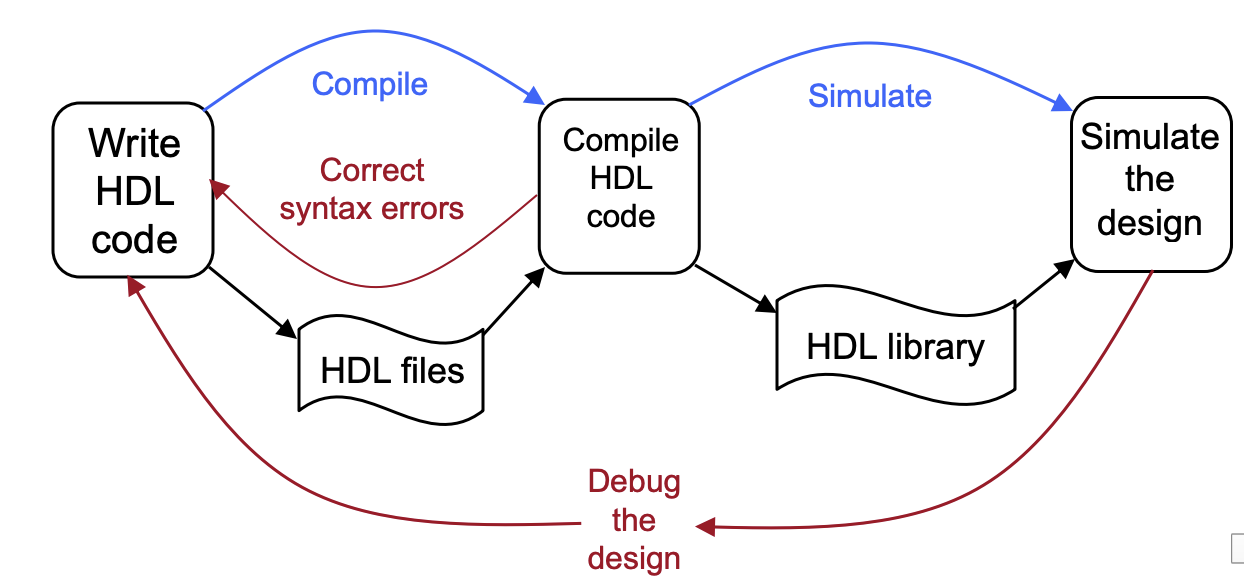 Compile
Simulate
Write
HDL
code
Correct
syntax errors
Compile
HDL
code
Simulate
the
design
HDL files
HDL library
Debug
the
design